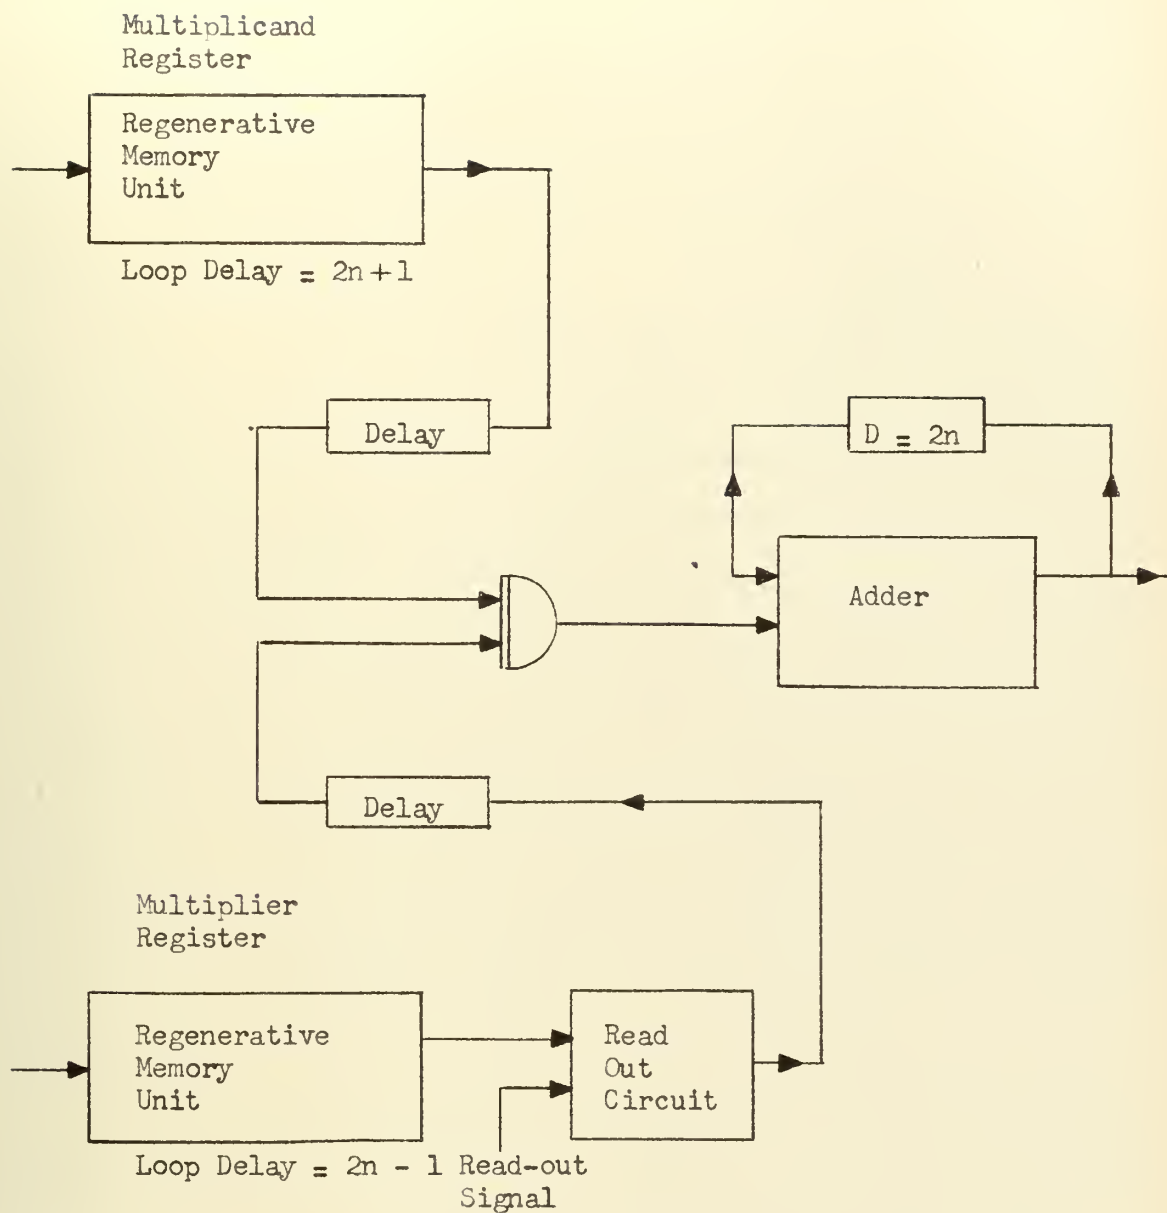 Multiplicand
Register
Regenerative
Memory
Unit
Loop Delay = 2n+1
Delay
D = 2n
Adder
Delay
Multiplier
Register
Regenerative
Memory
Unit
Read
Out
Circuit
Loop Delay = 2n - 1
Read-out
Signal